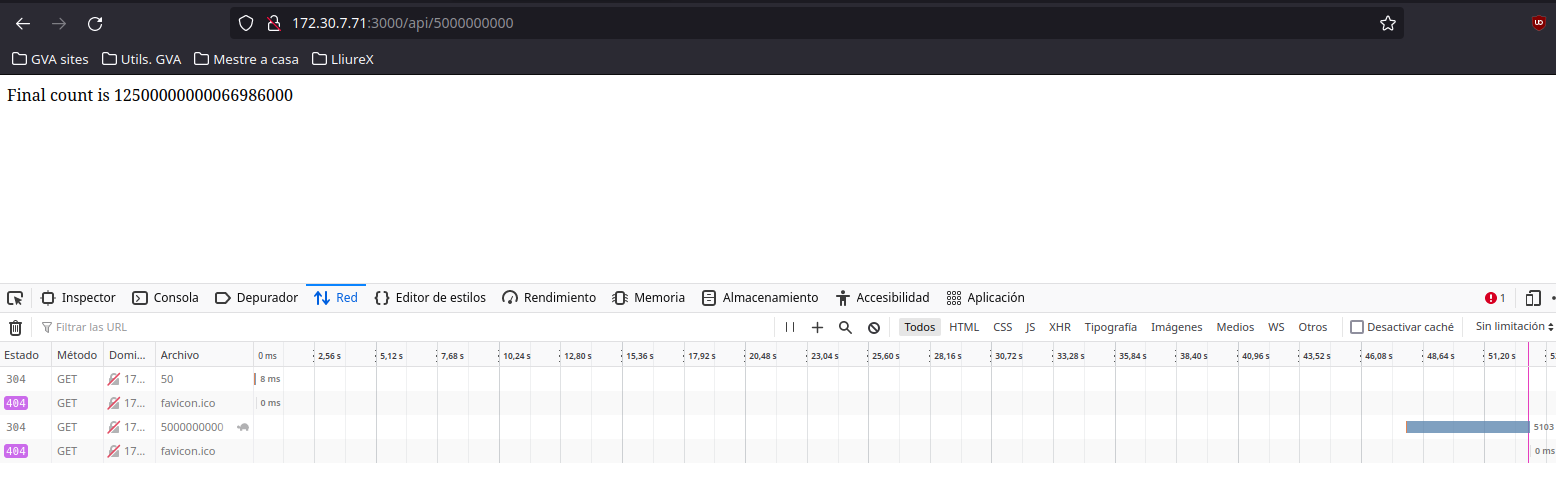 172.30.7.71:3000/api/5000000000
GVA sites Utils. GVA Mestre a casa LliureX
Final count is 12500000000066986000
Inspector Consola Depurador Red Editor de estilos Rendimiento Memoria Almacenamiento Accesibilidad Aplicación 1
Filtrar las URL Todos HTML CSS JS XHR Tipografía Imágenes Medios WS Otros Desactivar caché Sin limitación
Estado Método Domi... Archivo 0 ms 2,56 s 5,12 s 7,68 s 10,24 s 12,80 s 15,36 s 17,92 s 20,48 s 23,04 s 25,60 s 28,16 s 30,72 s 33,28 s 35,84 s 38,40 s 40,96 s 43,52 s 46,08 s 48,64 s 51,20 s
304 GET 17... 50 8 ms
404 GET 17... favicon.ico 0 ms
304 GET 17... 5000000000 5103
404 GET 17... favicon.ico 0 ms